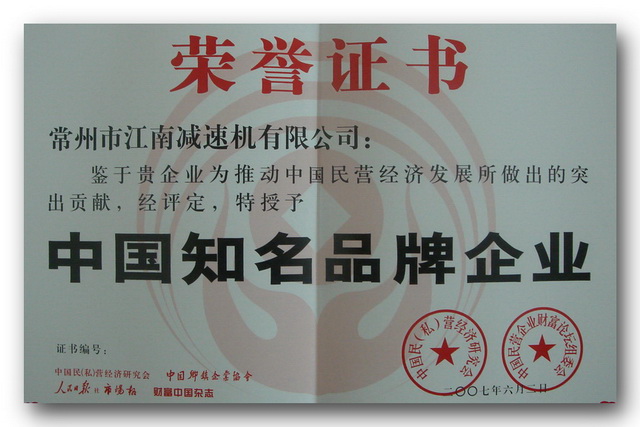 荣誉证书
常州市江南减速机有限公司：
鉴于贵企业为推动中国民营经济发展所做出的突
出贡献，经评定，特授予
中国知名品牌企业
证书编号：
中国民(私)营经济研究会 中国乡镇企业协会
人民日报社市场报 财富中国杂志
中国民（私）营经济研究会
中国民营企业财富论坛组委会
二〇〇七年六月二日